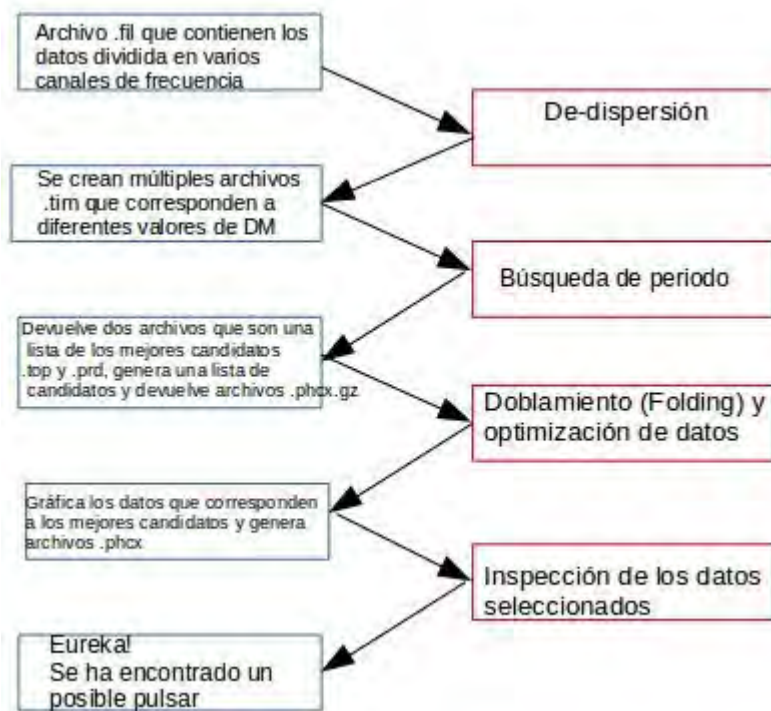 Archivo .fil que contienen los
datos dividida en varios
canales de frecuencia
De-dispersión
Se crean múltiples archivos
.tim que corresponden a
diferentes valores de DM
Búsqueda de periodo
Devuelve dos archivos que son una
lista de los mejores candidatos
.top y .prd, genera una lista de
candidatos y devuelve archivos .phcx.gz
Doblamiento (Folding) y
optimización de datos
Gráfica los datos que corresponden
a los mejores candidatos y genera
archivos .phcx
Inspección de los datos
seleccionados
Eureka!
Se ha encontrado un
posible pulsar